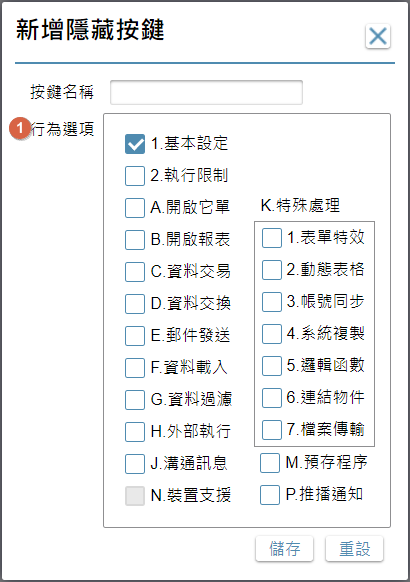 新增隱藏按鍵
按鍵名稱
1 行為選項
1.基本設定
2.執行限制
A.開啟它單
B.開啟報表
C.資料交易
D.資料交換
E.郵件發送
F.資料載入
G.資料過濾
H.外部執行
J.溝通訊息
N.裝置支援
K.特殊處理
1.表單特效
2.動態表格
3.帳號同步
4.系統複製
5.邏輯函數
6.連結物件
7.檔案傳輸
M.預存程序
P.推播通知
儲存
重設